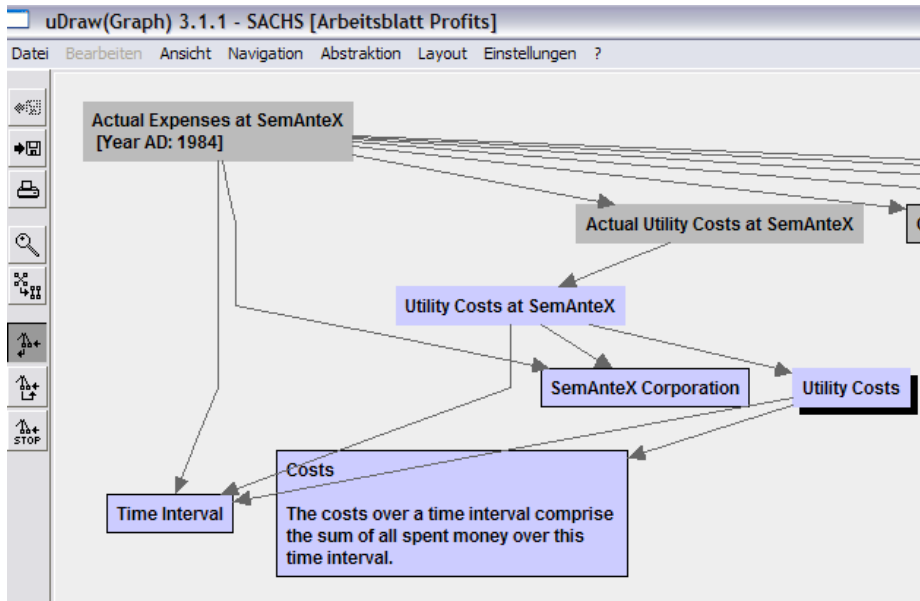 uDraw(Graph) 3.1.1 - SACHS [Arbeitsblatt Profits]
Datei Bearbeiten Ansicht Navigation Abstraktion Layout Einstellungen ?
Actual Expenses at SemAnteX
[Year AD: 1984]
Actual Utility Costs at SemAnteX
Utility Costs at SemAnteX
SemAnteX Corporation
Utility Costs
Costs
Time Interval
The costs over a time interval comprise
the sum of all spent money over this
time interval.
STOP